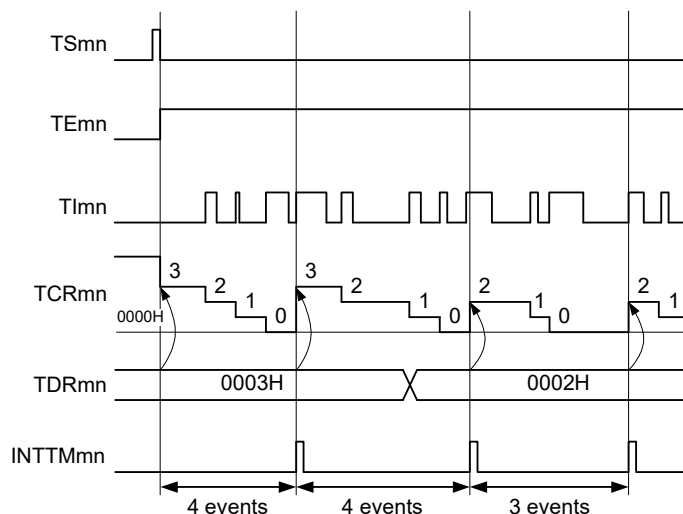 TSmn
TEmn
TImn
TCRmn
3 2 1 0 3 2 1 0 2 1 0 2 1
0000H
TDRmn
0003H 0002H
INTTMmn
4 events 4 events 3 events